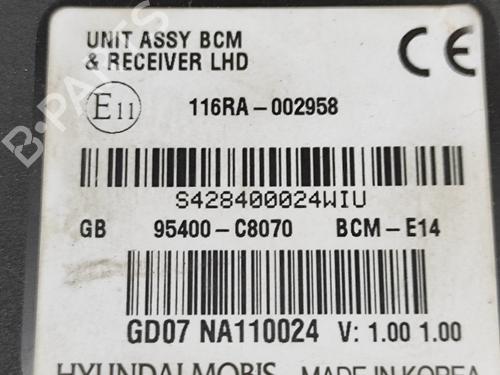 UNIT ASSY BCM
& RECEIVER LHD
CE
E11
116RA-002958
S428400024WIU
GB 95400-C8070 BCM-E14
GD07 NA110024 V: 1.00 1.00
HYUNDAI MOBIS MADE IN KOREA
B-PARTS